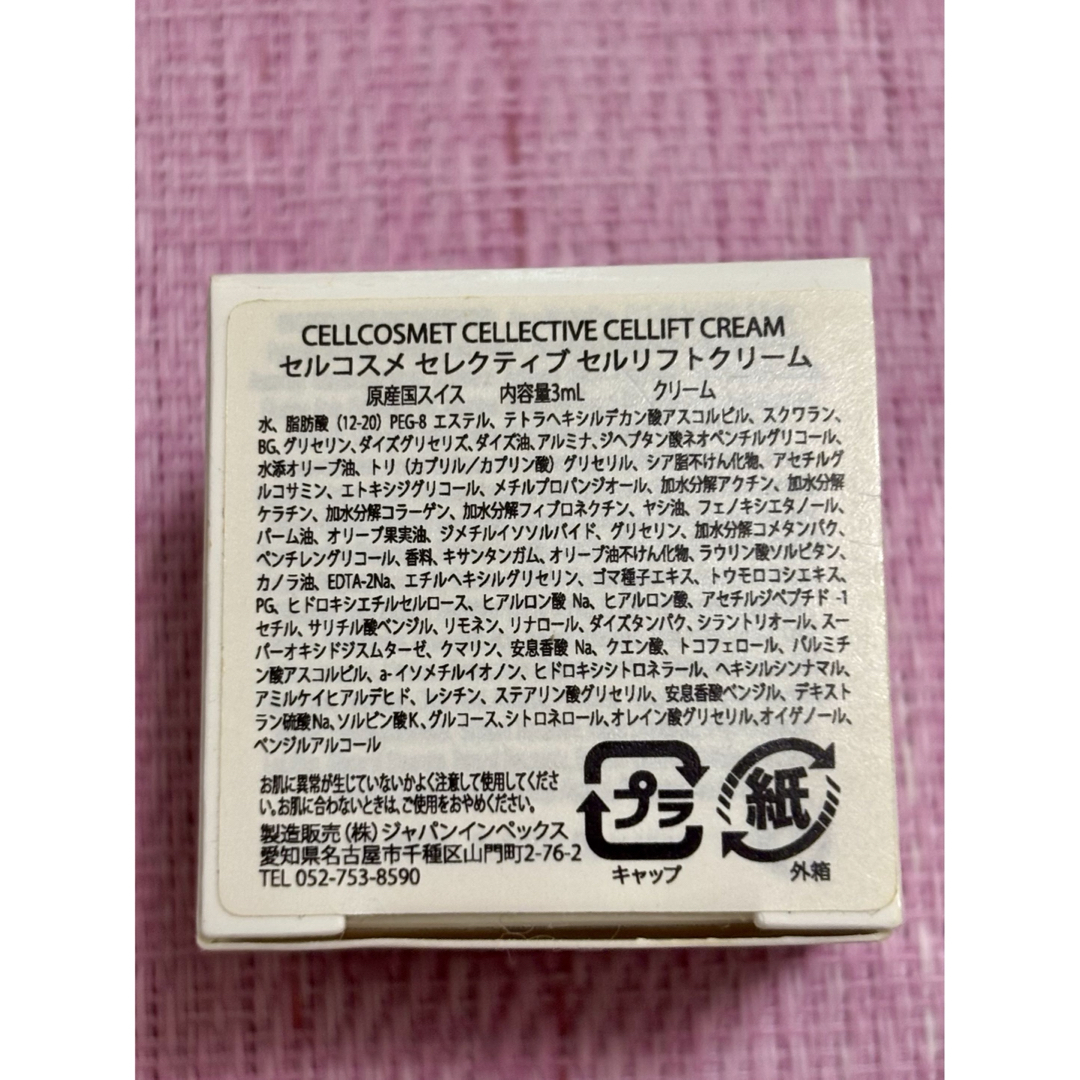 CELLCOSMET CELLECTIVE CELLIFT CREAM
セルコスメ セレクティブ セルリフトクリーム
原産国スイス 内容量3mL クリーム
水、脂肪酸（12-20）PEG-8 エステル、テトラヘキシルデカン酸アスコルビル、スクワラン、
BG、グリセリン、ダイズグリセリズ、ダイズ油、アルミナ、ジヘプタン酸ネオペンチルグリコール、
水添オリーブ油、トリ（カプリル／カプリン酸）グリセリル、シア脂不けん化物、アセチルグ
ルコサミン、エトキシジグリコール、メチルプロパンジオール、加水分解アクチン、加水分解
ケラチン、加水分解コラーゲン、加水分解フィブロネクチン、ヤシ油、フェノキシエタノール、
パーム油、オリーブ果実油、ジメチルイソソルバイド、グリセリン、加水分解コメタンパク、
ペンチレングリコール、香料、キサンタンガム、オリーブ油不けん化物、ラウリン酸ソルビタン、
カノラ油、EDTA-2Na、エチルヘキシルグリセリン、ゴマ種子エキス、トウモロコシエキス、
PG、ヒドロキシエチルセルロース、ヒアルロン酸 Na、ヒアルロン酸、アセチルジペプチド -1
セチル、サリチル酸ベンジル、リモネン、リナロール、ダイズタンパク、シラントリオール、スー
パーオキシドジスムターゼ、クマリン、安息香酸 Na、クエン酸、トコフェロール、パルミチ
ン酸アスコルビル、a-イソメチルイオノン、ヒドロキシシトロネラール、ヘキシルシンナマル、
アミルケイヒアルデヒド、レシチン、ステアリン酸グリセリル、安息香酸ベンジル、デキスト
ラン硫酸Na、ソルビン酸K、グルコース、シトロネロール、オレイン酸グリセリル、オイゲノール、
ベンジルアルコール
お肌に異常が生じていないかよく注意して使用してくださ
い。お肌に合わないときは、ご使用をおやめください。
製造販売（株）ジャパンインペックス
愛知県名古屋市千種区山門町2-76-2
TEL 052-753-8590
プラ
キャップ
紙
外箱